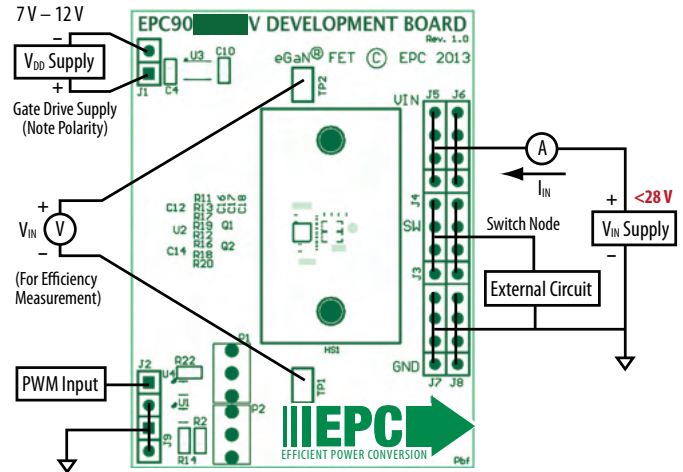 7 V – 12 V
EPC90 V DEVELOPMENT BOARD
Rev. 1.0
eGaN® FET © EPC 2013
–
VDD Supply
+
Gate Drive Supply
(Note Polarity)
J1
C4
U3
C10
TP2
VIN
J5 J6
A
IIN
+
<28 V
VIN Supply
–
J4
SW
J3
Switch Node
External Circuit
+
VIN
V
–
(For Efficiency
Measurement)
C12
U2
C14
R11
R13
R17
R19
R12
R16
R18
R20
C16
C17
C18
Q1
Q2
HS1
GND
J7 J8
J2
PWM Input
U4
R22
P1
U1
R2
P2
J9
R14
TP1
EPC
EFFICIENT POWER CONVERSION
Pbf